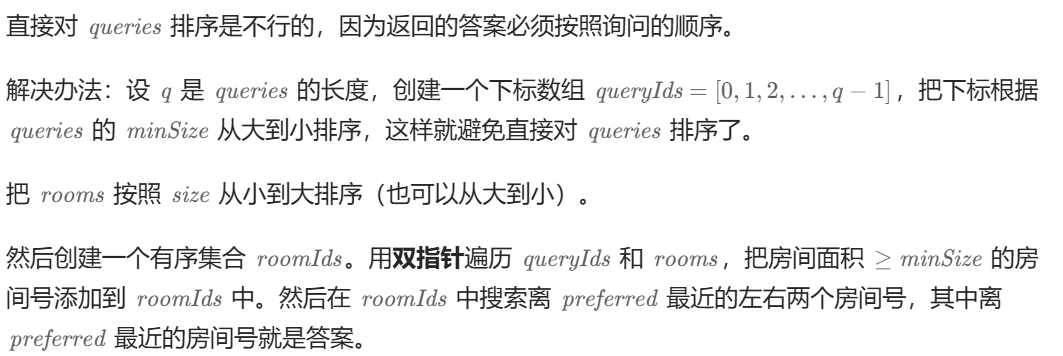 直接对 queries 排序是不行的，因为返回的答案必须按照询问的顺序。
解决办法：设 q 是 queries 的长度，创建一个下标数组 queryIds = [0, 1, 2, …, q − 1]，把下标根据
queries 的 minSize 从大到小排序，这样就避免直接对 queries 排序了。
把 rooms 按照 size 从小到大排序（也可以从大到小）。
然后创建一个有序集合 roomIds。用双指针遍历 queryIds 和 rooms，把房间面积 ≥ minSize 的房
间号添加到 roomIds 中。然后在 roomIds 中搜索离 preferred 最近的左右两个房间号，其中离
preferred 最近的房间号就是答案。